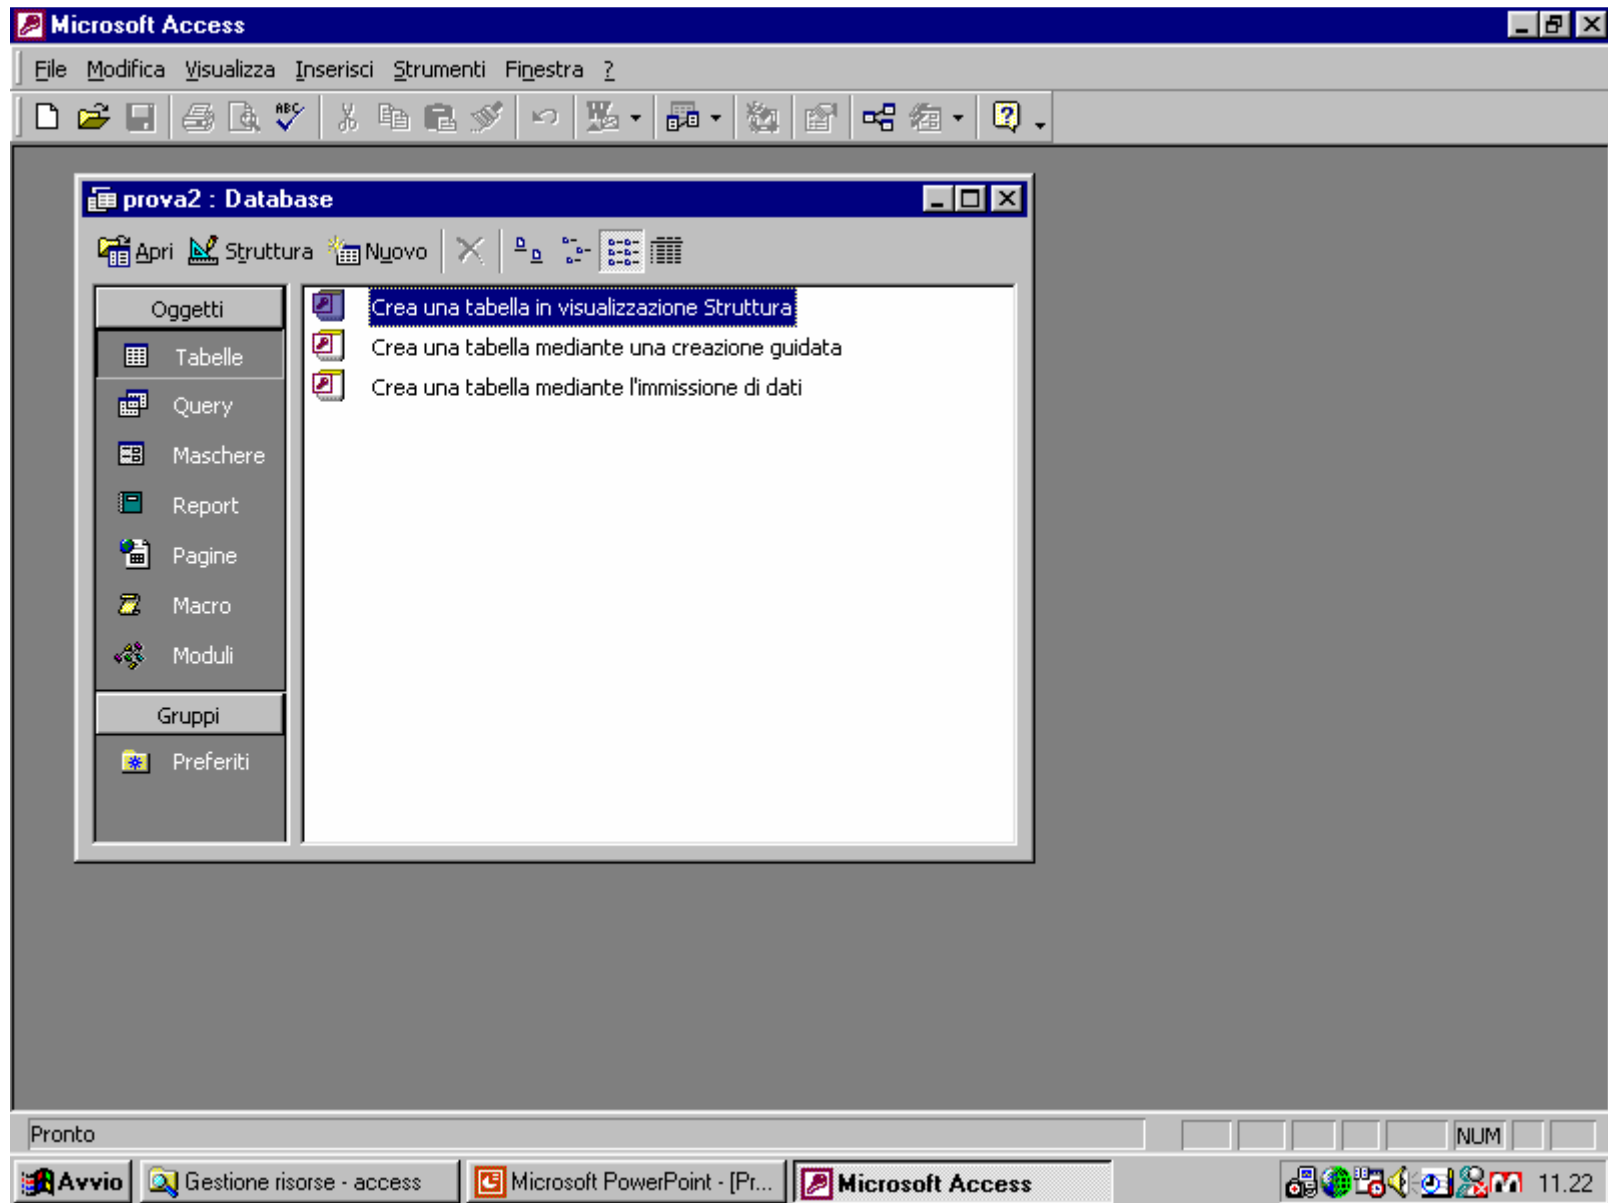 Microsoft Access
File Modifica Visualizza Inserisci Strumenti Finestra ?
ABC
prova2 : Database
Apri Struttura Nuovo
Oggetti
Tabelle
Query
Maschere
Report
Pagine
Macro
Moduli
Gruppi
Preferiti
Crea una tabella in visualizzazione Struttura
Crea una tabella mediante una creazione guidata
Crea una tabella mediante l'immissione di dati
Pronto
NUM
Avvio
Gestione risorse - access
Microsoft PowerPoint - [Pr...
Microsoft Access
11.22